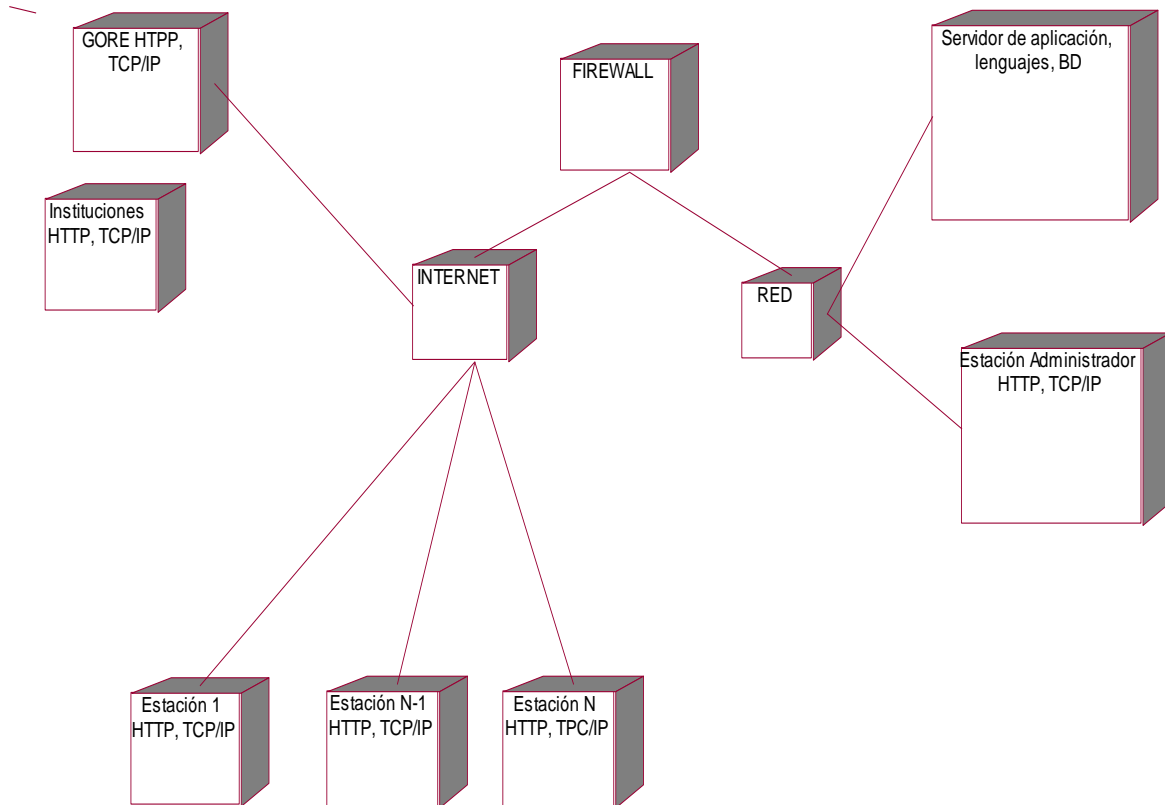 GORE HTPP,
TCP/IP
FIREWALL
Servidor de aplicación,
lenguajes, BD
Instituciones
HTTP, TCP/IP
INTERNET
RED
Estación Administrador
HTTP, TCP/IP
Estación 1
HTTP, TCP/IP
Estación N-1
HTTP, TCP/IP
Estación N
HTTP, TPC/IP